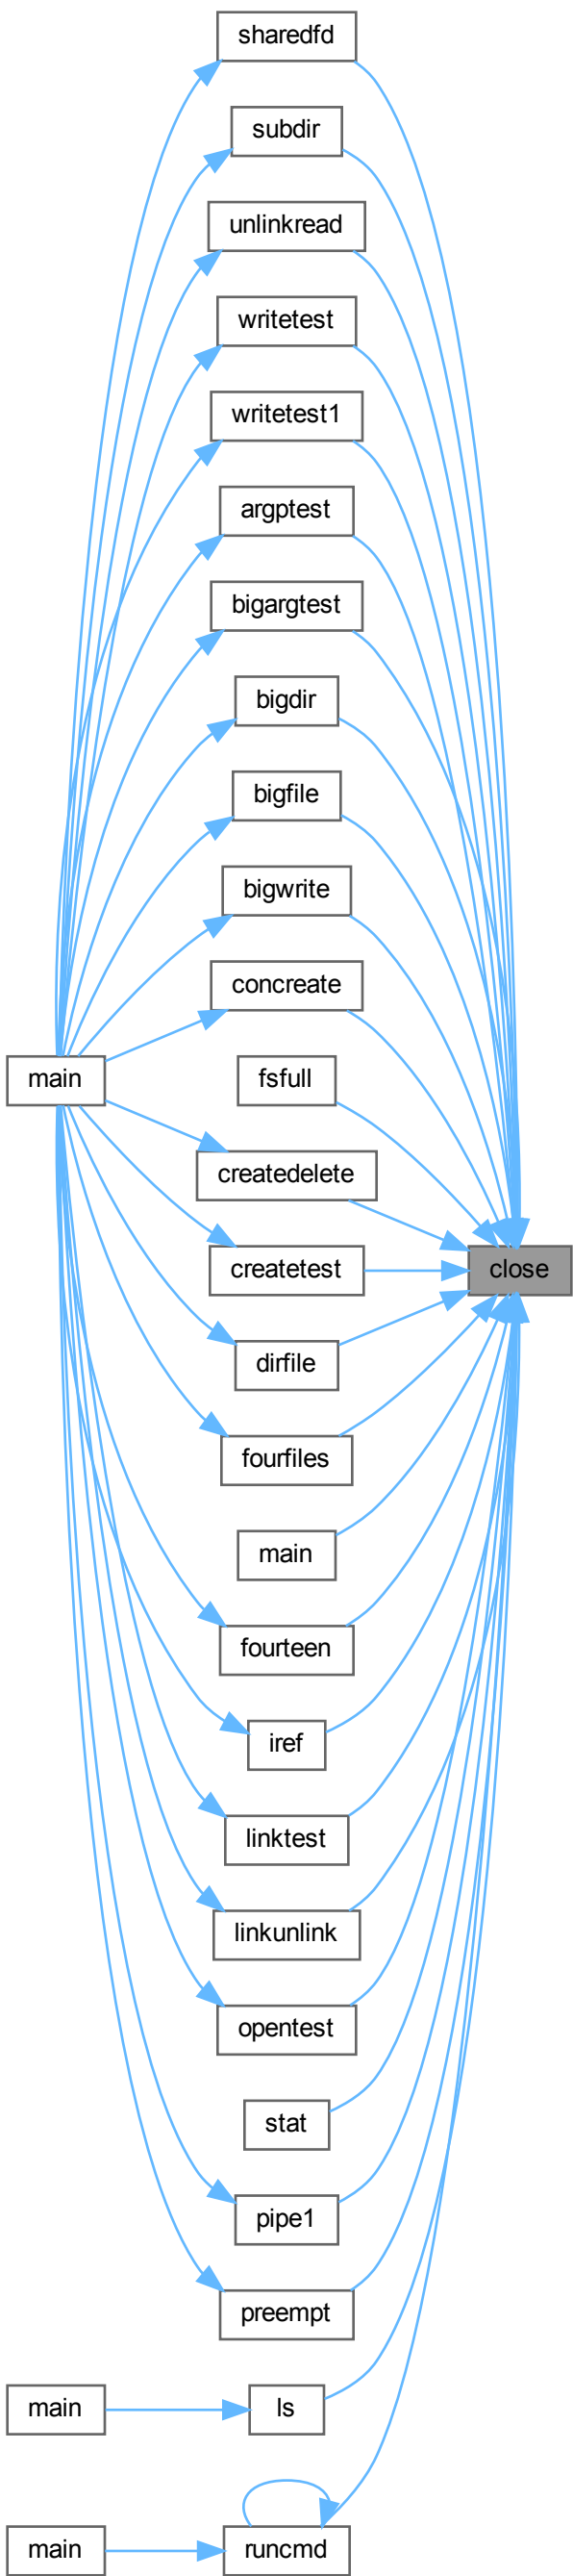 sharedfd
subdir
unlinkread
writetest
writetest1
argptest
bigargtest
bigdir
bigfile
bigwrite
concreate
main
fsfull
createdelete
createtest
close
dirfile
fourfiles
main
fourteen
iref
linktest
linkunlink
opentest
stat
pipe1
preempt
main
ls
main
runcmd